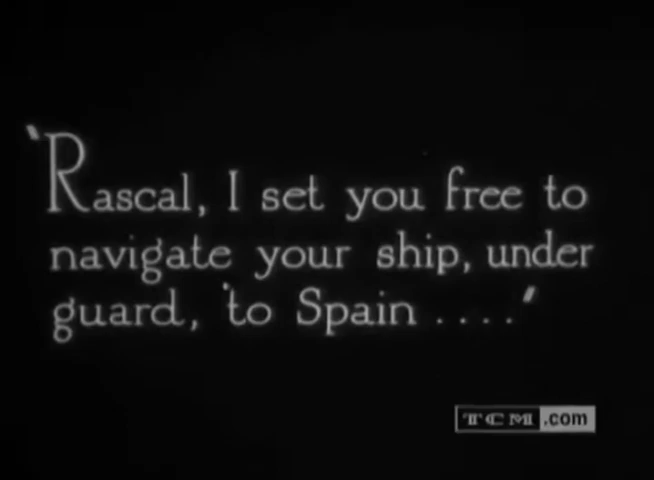 "Rascal, I set you free to
navigate your ship, under
guard, to Spain ...."
TCM.com